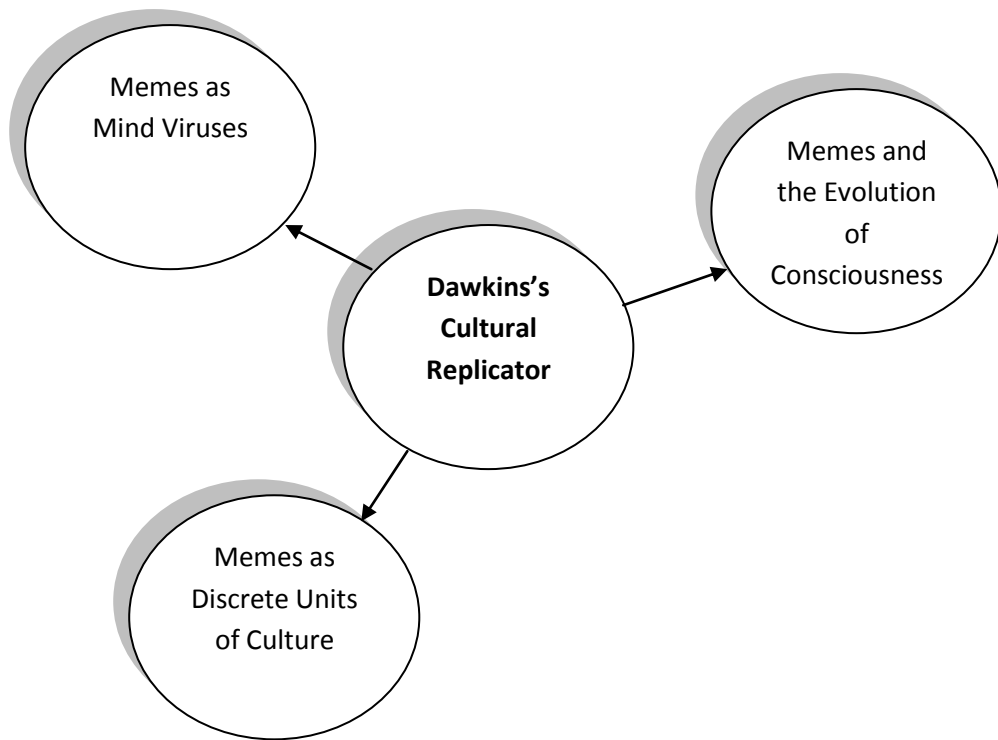 Memes as
Mind Viruses
Memes and
the Evolution
of
Consciousness
Dawkins’s
Cultural
Replicator
Memes as
Discrete Units
of Culture